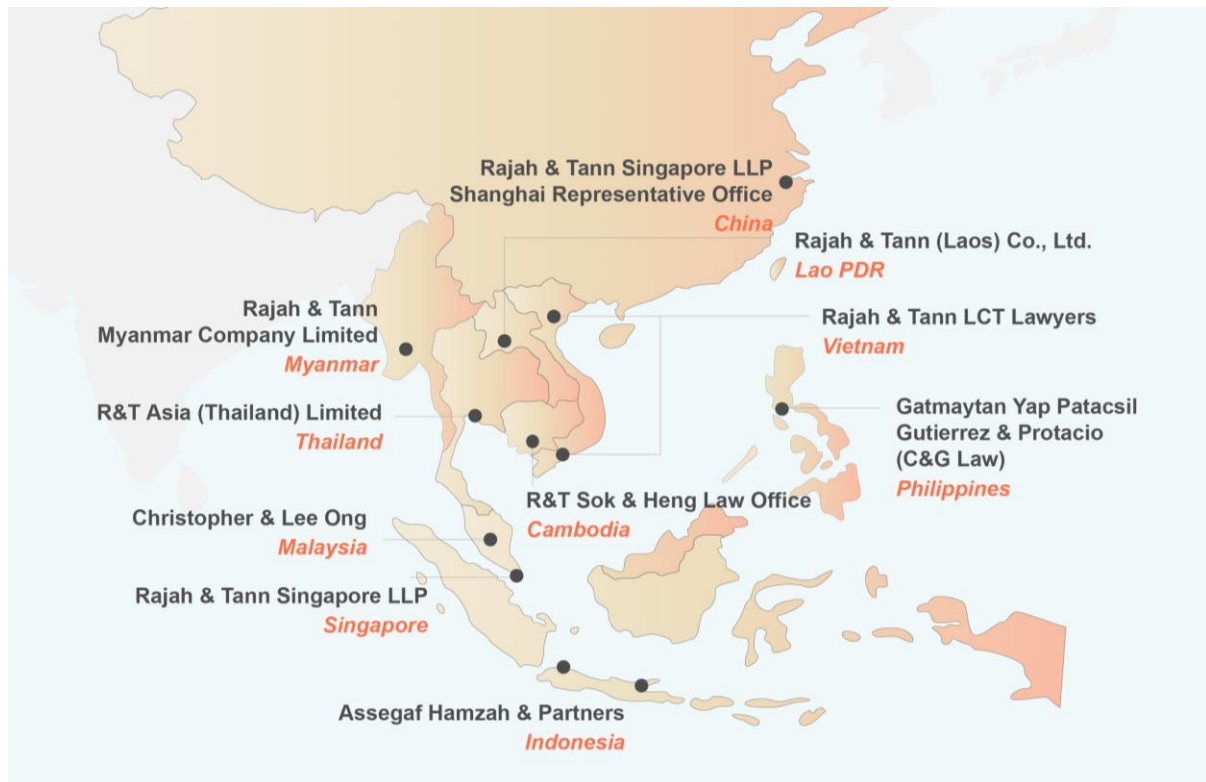 Rajah & Tann Singapore LLP
Shanghai Representative Office
China
Rajah & Tann (Laos) Co., Ltd.
Lao PDR
Rajah & Tann
Myanmar Company Limited
Myanmar
Rajah & Tann LCT Lawyers
Vietnam
R&T Asia (Thailand) Limited
Thailand
Gatmaytan Yap Patacsil
Gutierrez & Protacio
(C&G Law)
Philippines
R&T Sok & Heng Law Office
Cambodia
Christopher & Lee Ong
Malaysia
Rajah & Tann Singapore LLP
Singapore
Assegaf Hamzah & Partners
Indonesia